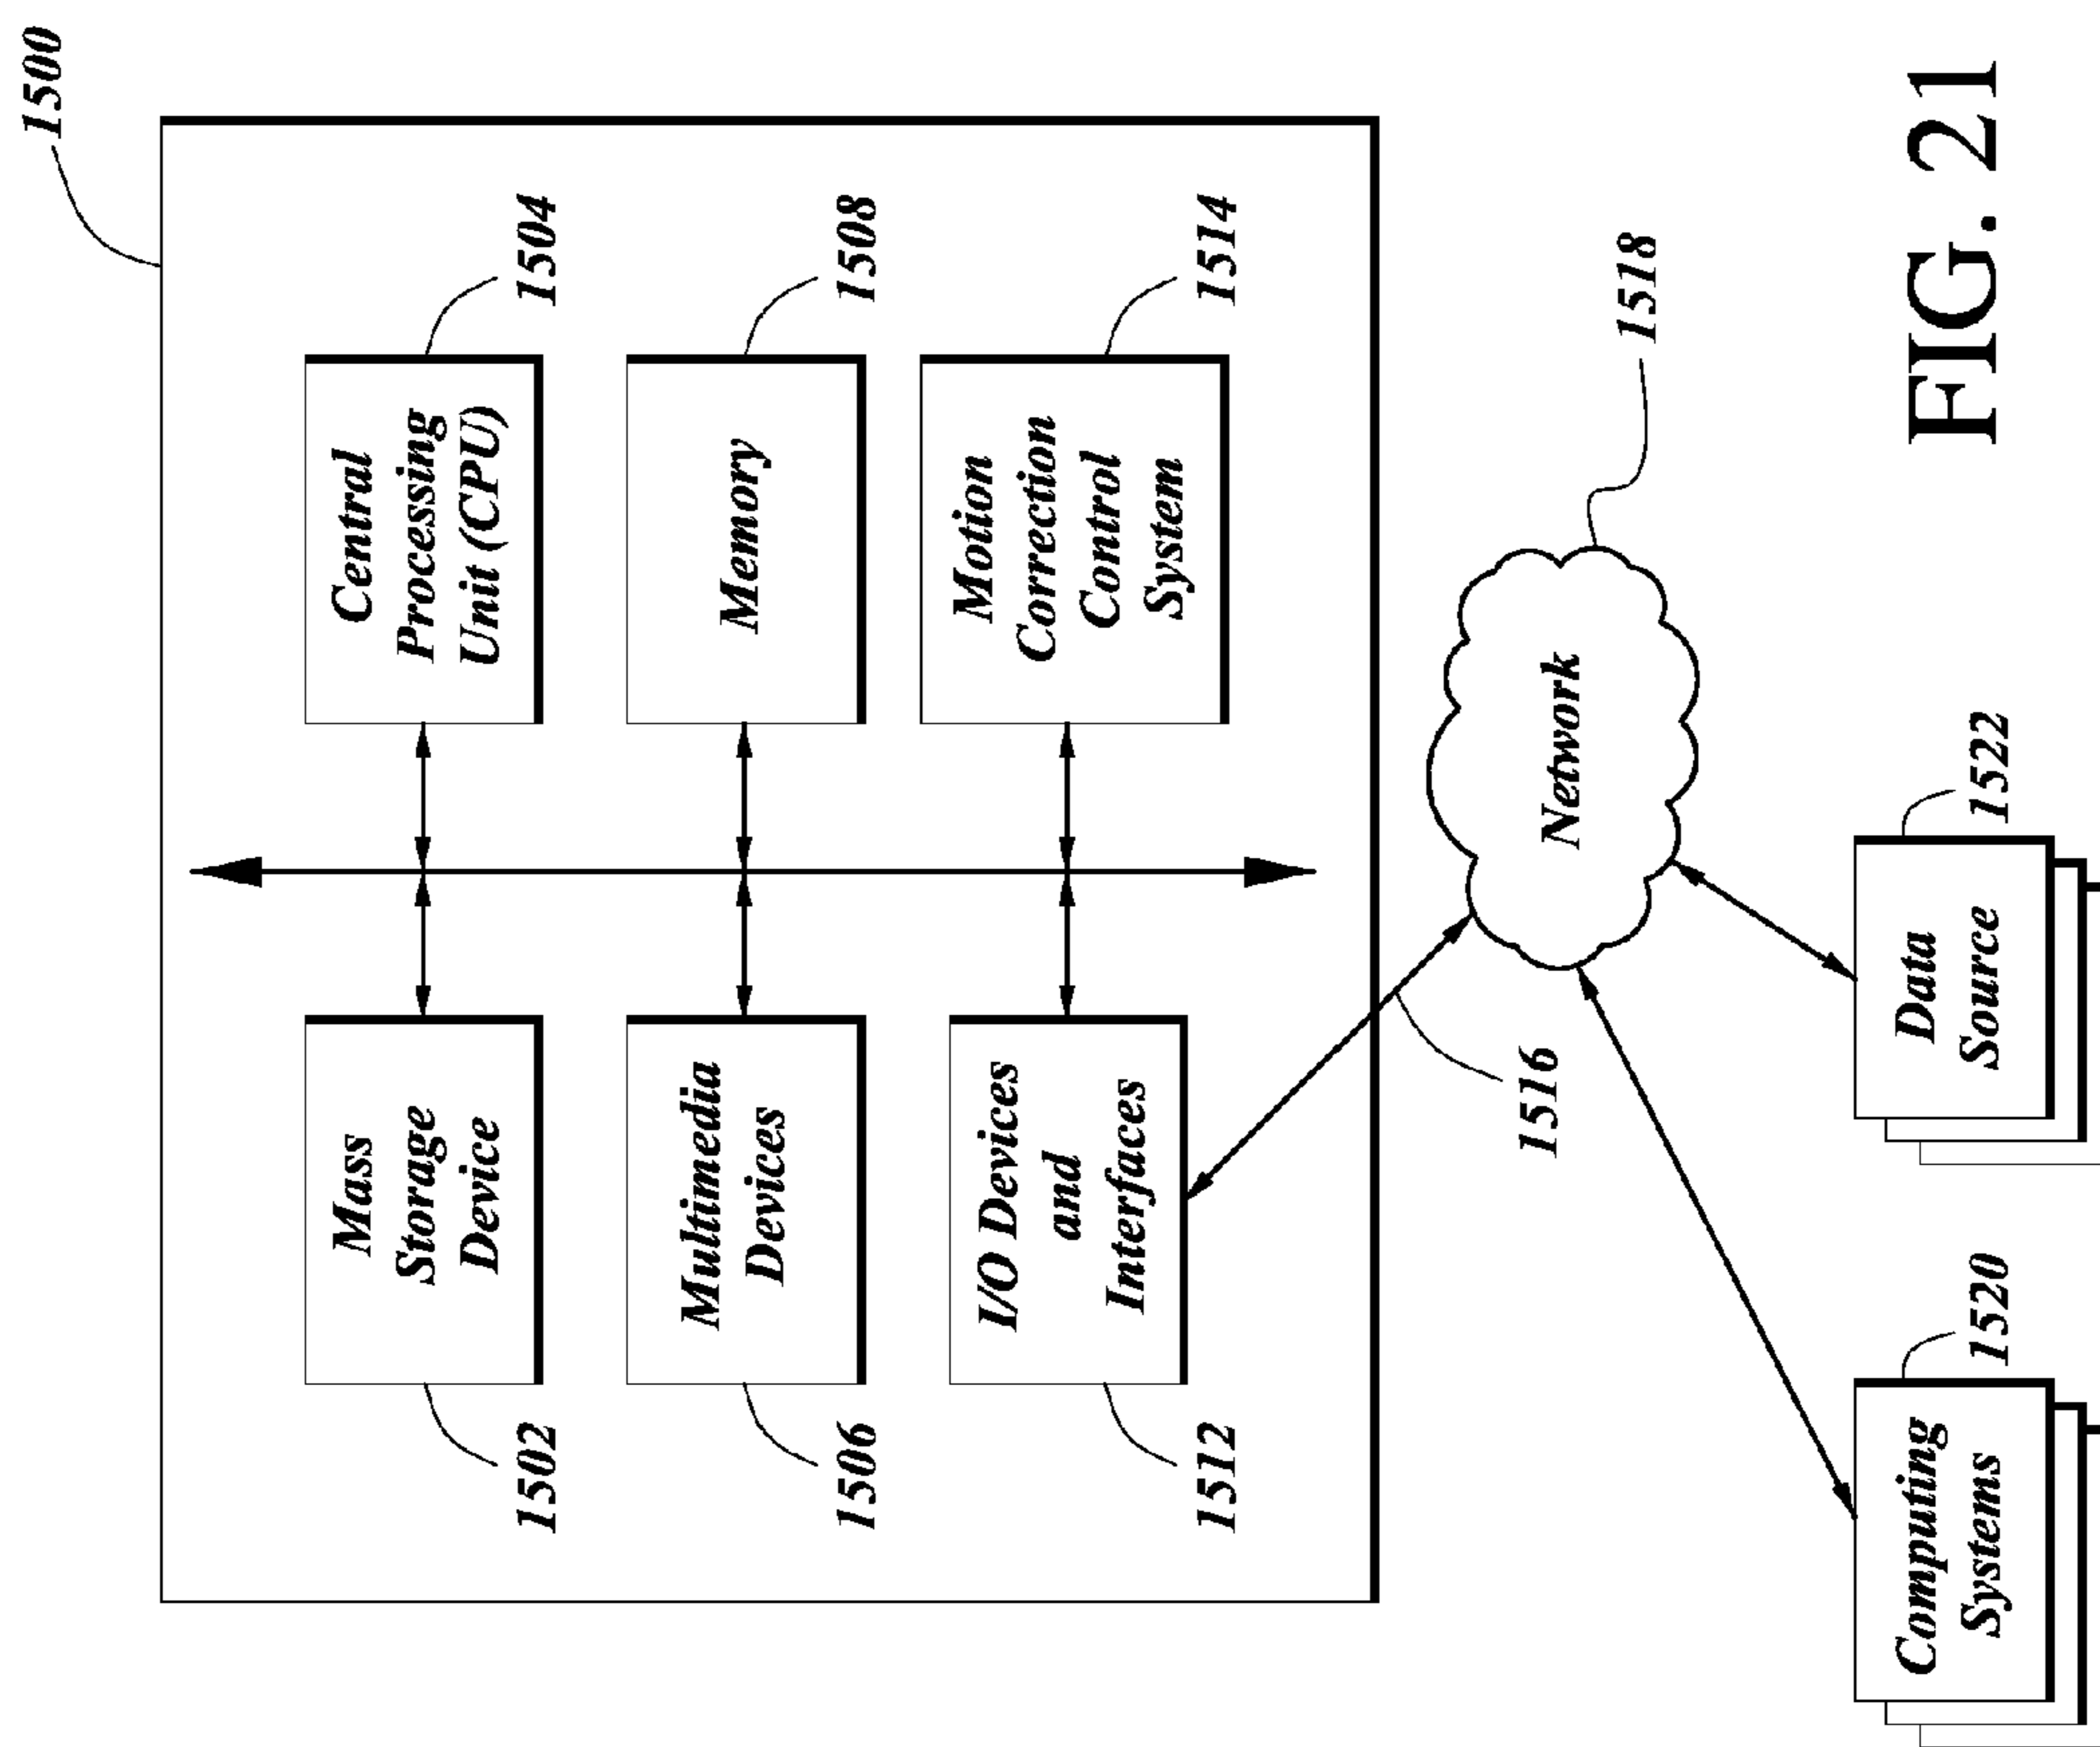 1500
Mass
Storage
Device
1502
Central
Processing
Unit (CPU)
1504
Multimedia
Devices
1506
Memory
1508
I/O Devices
and
Interfaces
1512
Motion
Correction
Control
System
1514
1516
Network
1518
Computing
Systems
1520
Data
Source
1522
FIG. 21